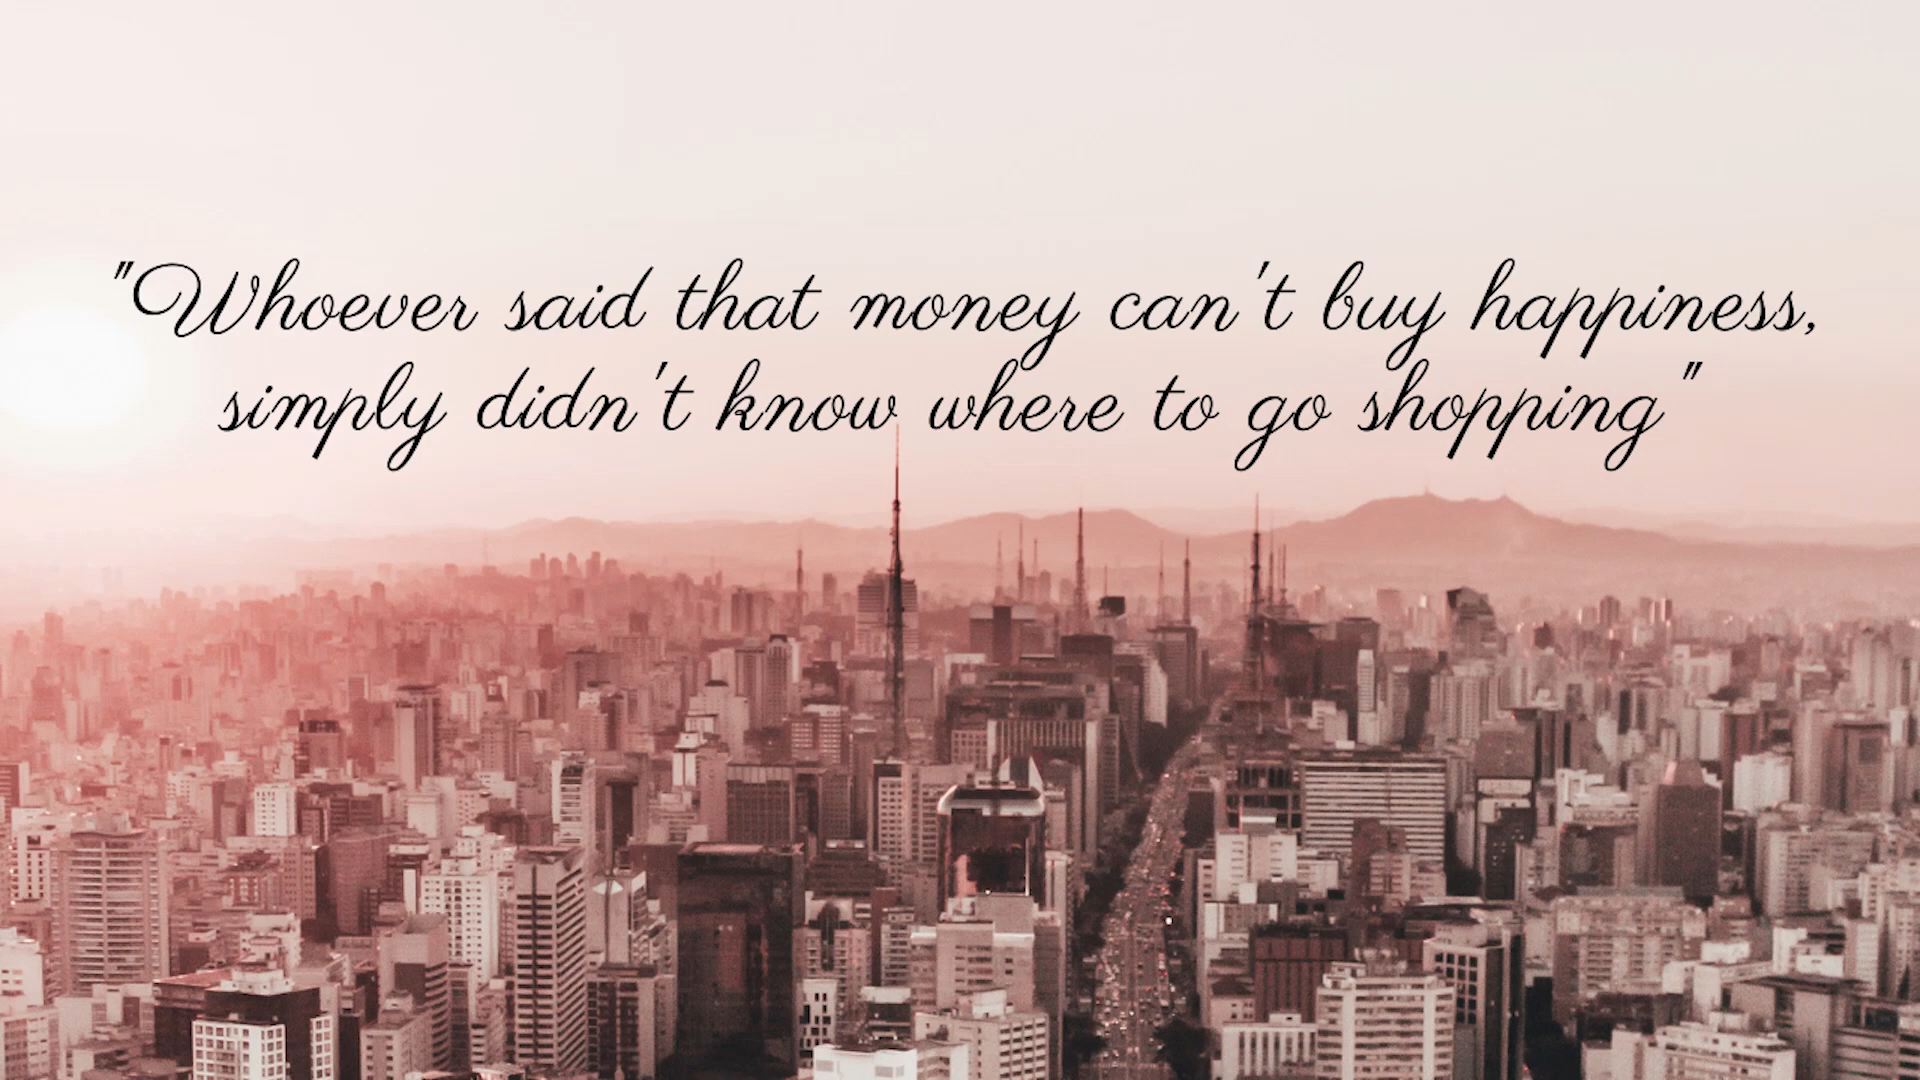 "Whoever said that money can't buy happiness,
simply didn't know where to go shopping"